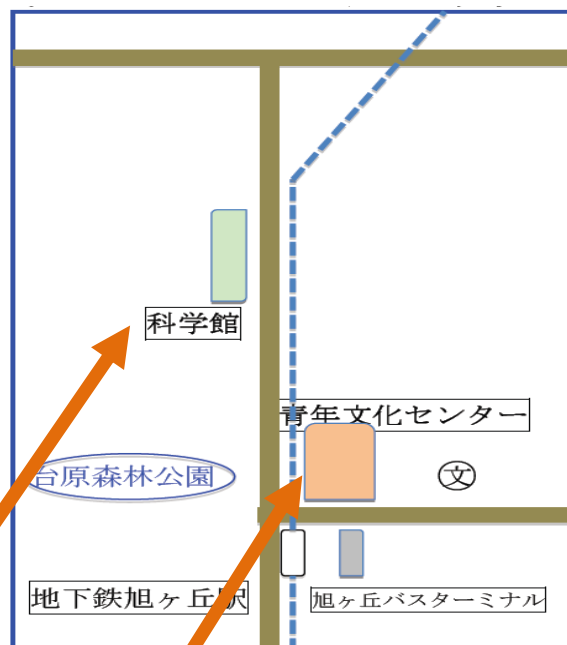 科学館
青年文化センター
台原森林公園
文
地下鉄旭ヶ丘駅
旭ヶ丘バスターミナル